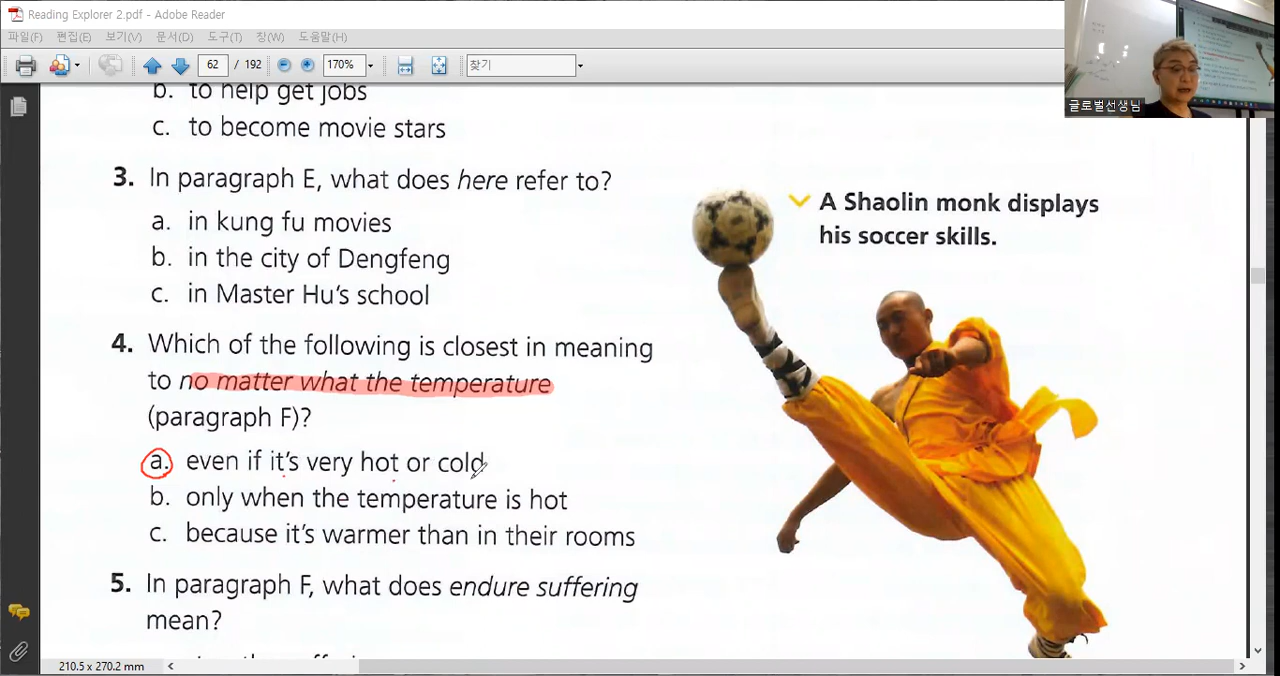 Reading Explorer 2.pdf - Adobe Reader
파일(F) 편집(E) 보기(V) 문서(D) 도구(T) 창(W) 도움말(H)
62 / 192 170% 찾기
글로벌선생님
b. to help get jobs
c. to become movie stars
3. In paragraph E, what does here refer to?
a. in kung fu movies
b. in the city of Dengfeng
c. in Master Hu's school
A Shaolin monk displays
his soccer skills.
4. Which of the following is closest in meaning
to no matter what the temperature
(paragraph F)?
a. even if it's very hot or cold
b. only when the temperature is hot
c. because it's warmer than in their rooms
5. In paragraph F, what does endure suffering
mean?
210.5 x 270.2 mm